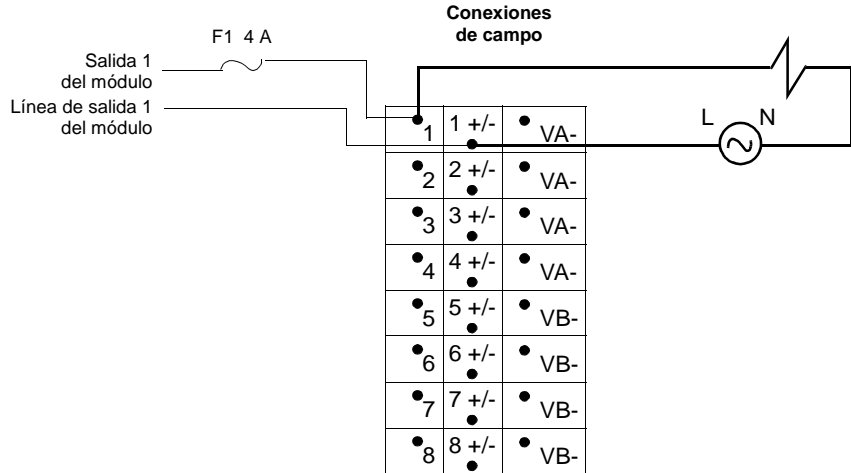 Conexiones
de campo
F1 4 A
Salida 1
del módulo
Línea de salida 1
del módulo
L N
1 1 +/- VA-
2 2 +/- VA-
3 3 +/- VA-
4 4 +/- VA-
5 5 +/- VB-
6 6 +/- VB-
7 7 +/- VB-
8 8 +/- VB-